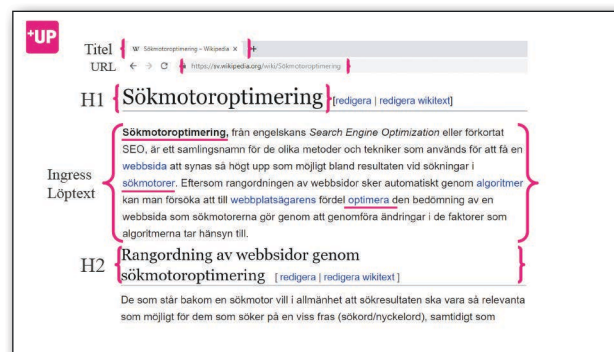 +UP
Titel
W Sökmotoroptimering – Wikipedia × +
URL
https://sv.wikipedia.org/wiki/Sökmotoroptimering
H1 Sökmotoroptimering [redigera | redigera wikitext]
Sökmotoroptimering, från engelskans Search Engine Optimization eller förkortat
SEO, är ett samlingsnamn för de olika metoder och tekniker som används för att få en
webbsida att synas så högt upp som möjligt bland resultaten vid sökningar i
Ingress
sökmotorer. Eftersom rangordningen av webbsidor sker automatiskt genom algoritmer
Löptext
kan man försöka att till webbplatsägarens fördel optimera den bedömning av en
webbsida som sökmotorerna gör genom att genomföra ändringar i de faktorer som
algoritmerna tar hänsyn till.
H2 Rangordning av webbsidor genom
sökmotoroptimering [ redigera | redigera wikitext ]
De som står bakom en sökmotor vill i allmänhet att sökresultaten ska vara så relevanta
som möjligt för dem som söker på en viss fras (sökord/nyckelord), samtidigt som